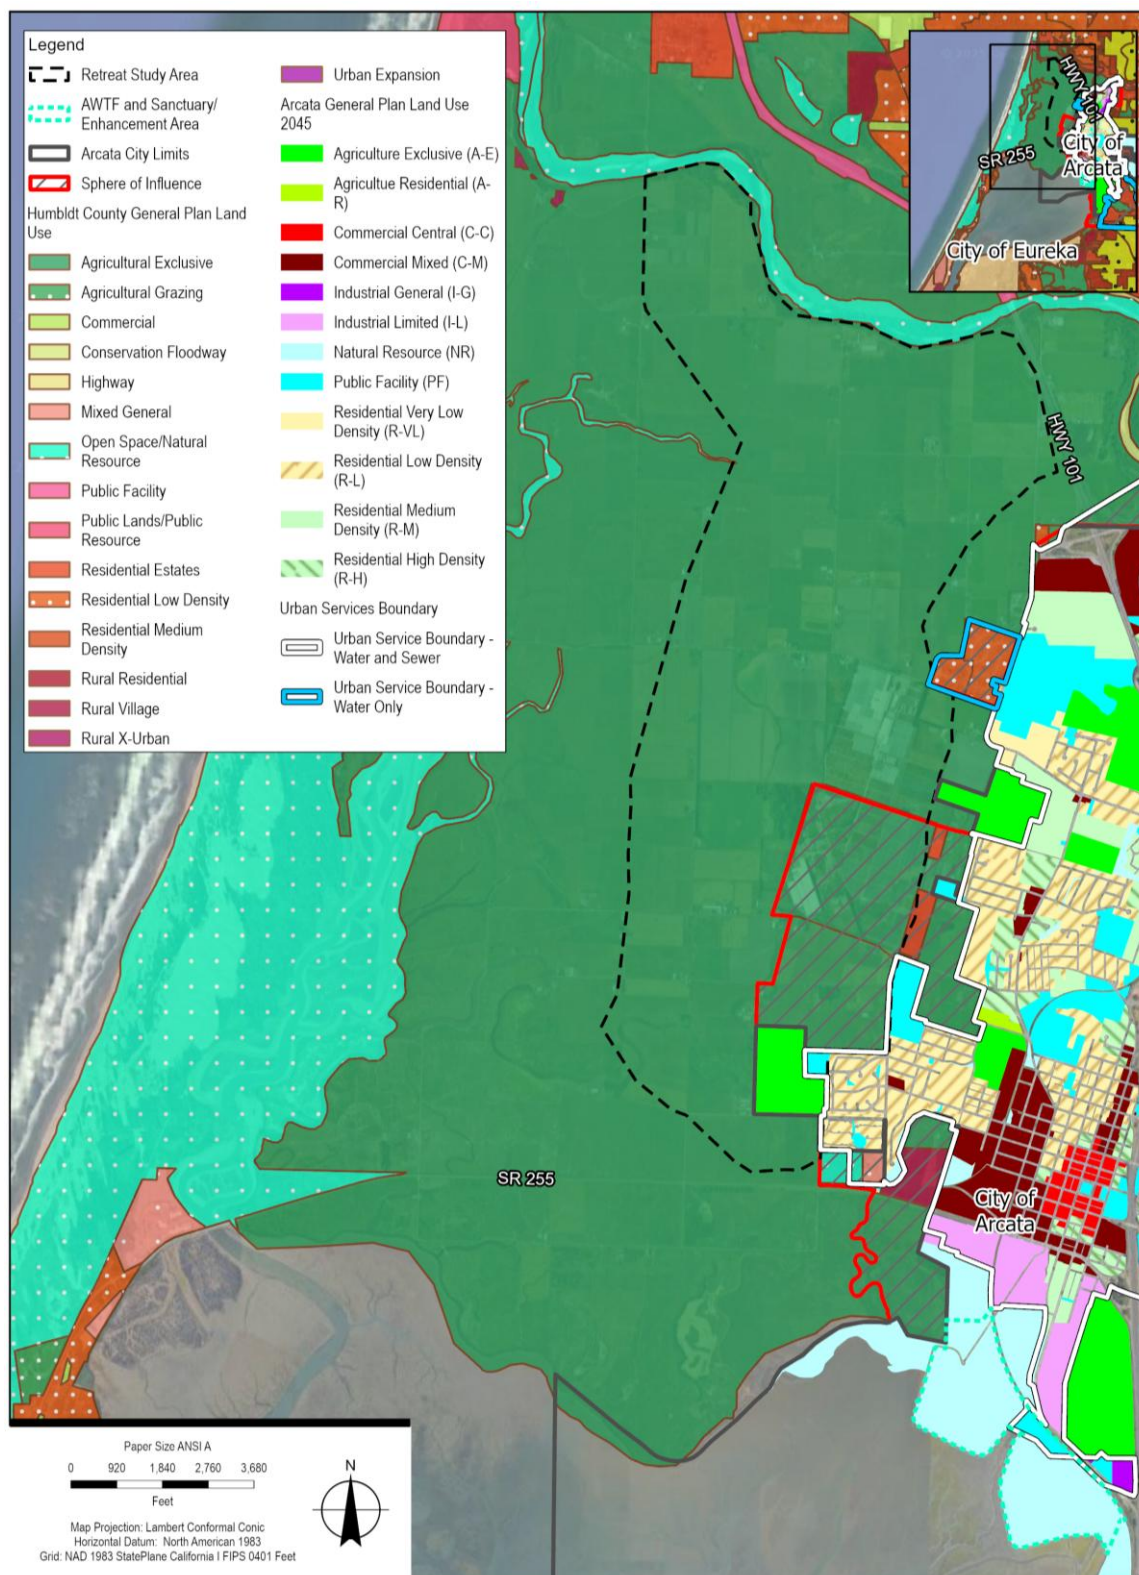 Legend
Retreat Study Area
AWTF and Sanctuary/
Enhancement Area
Arcata City Limits
Sphere of Influence
Humbldt County General Plan Land
Use
Agricultural Exclusive
Agricultural Grazing
Commercial
Conservation Floodway
Highway
Mixed General
Open Space/Natural
Resource
Public Facility
Public Lands/Public
Resource
Residential Estates
Residential Low Density
Residential Medium
Density
Rural Residential
Rural Village
Rural X-Urban
Urban Expansion
Arcata General Plan Land Use
2045
Agriculture Exclusive (A-E)
Agricultue Residential (A-
R)
Commercial Central (C-C)
Commercial Mixed (C-M)
Industrial General (I-G)
Industrial Limited (I-L)
Natural Resource (NR)
Public Facility (PF)
Residential Very Low
Density (R-VL)
Residential Low Density
(R-L)
Residential Medium
Density (R-M)
Residential High Density
(R-H)
Urban Services Boundary
Urban Service Boundary -
Water and Sewer
Urban Service Boundary -
Water Only
HWY 101
SR 255
City of
Arcata
City of Eureka
HWY 101
SR 255
City of
Arcata
Paper Size ANSI A
0 920 1,840 2,760 3,680
Feet
Map Projection: Lambert Conformal Conic
Horizontal Datum: North American 1983
Grid: NAD 1983 StatePlane California I FIPS 0401 Feet
N